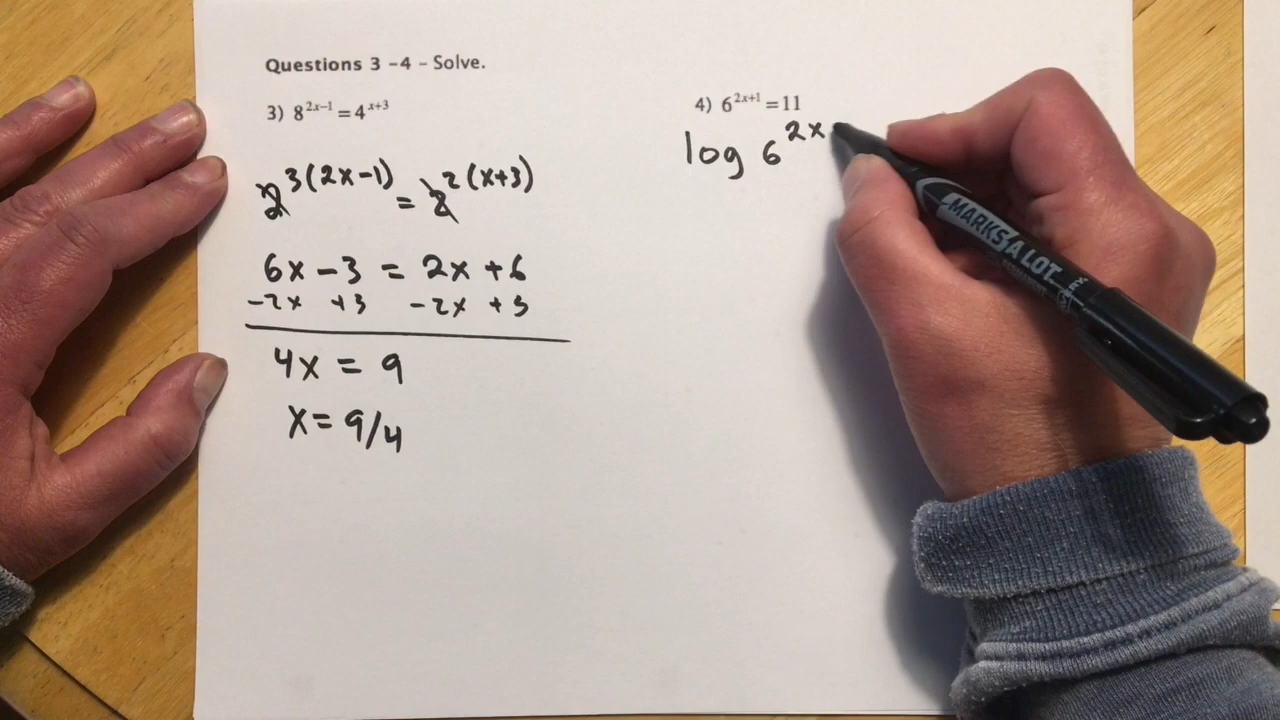 Questions 3 –4 – Solve.
3) 8^{2x−1} = 4^{x+3}
2^{3(2x−1)} = 2^{2(x+3)}
6x − 3 = 2x + 6
−2x +3 −2x +3
4x = 9
x = 9/4
4) 6^{2x+1} = 11
log 6^{2x}
MARKS A LOT